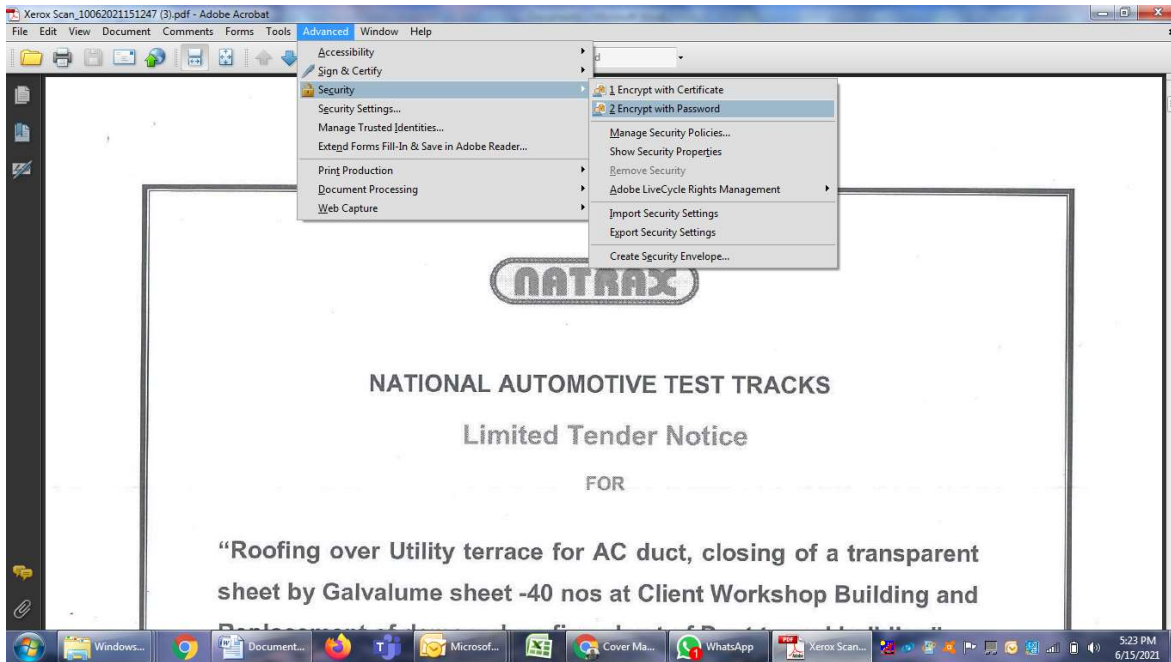 Xerox Scan_10062021151247 (3).pdf - Adobe Acrobat
File Edit View Document Comments Forms Tools Advanced Window Help
Accessibility
Sign & Certify
Security
Security Settings...
Manage Trusted Identities...
Extend Forms Fill-In & Save in Adobe Reader...
Print Production
Document Processing
Web Capture
1 Encrypt with Certificate
2 Encrypt with Password
Manage Security Policies...
Show Security Properties
Remove Security
Adobe LiveCycle Rights Management
Import Security Settings
Export Security Settings
Create Security Envelope...
NATRAX
NATIONAL AUTOMOTIVE TEST TRACKS
Limited Tender Notice
FOR
“Roofing over Utility terrace for AC duct, closing of a transparent
sheet by Galvalume sheet -40 nos at Client Workshop Building and
Windows... Document... Microsof... Cover Ma... WhatsApp Xerox Scan...
5:23 PM
6/15/2021